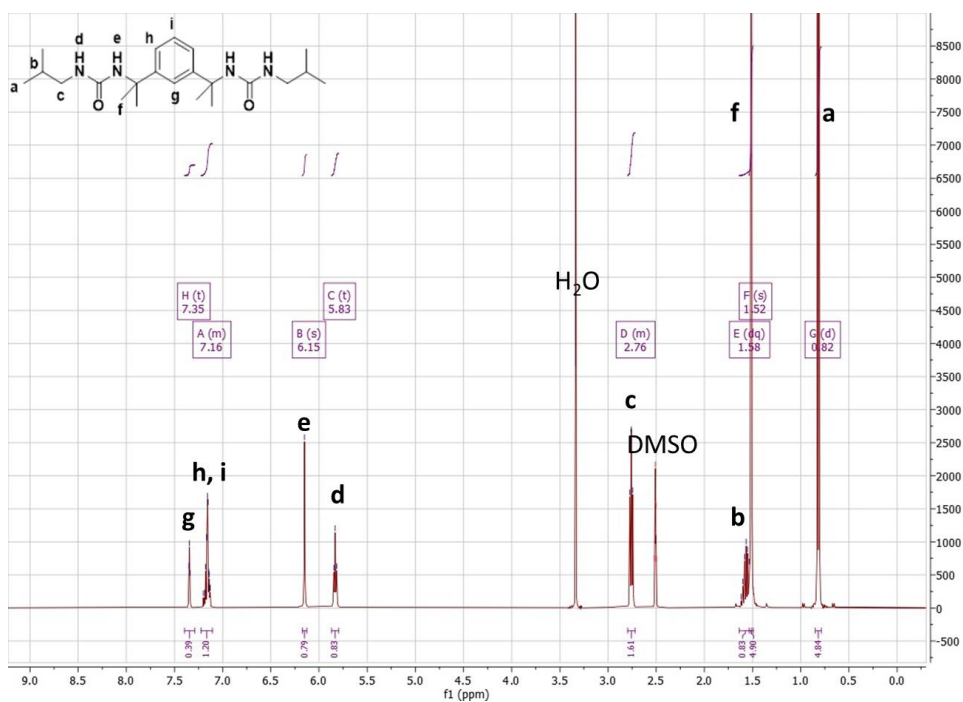 i
d
e
h
H
N
H
N
H
N
H
N
b
a
c
O
f
g
O
f
a
8500
8000
7500
7000
6500
6000
5500
5000
4500
4000
3500
3000
2500
2000
1500
1000
500
0
-500
H₂O
H (t)
7.35
C (t)
5.83
F (s)
1.52
A (m)
7.16
B (s)
6.15
D (m)
2.76
E (dq)
1.58
G (d)
0.82
c
e
DMSO
h, i
d
g
b
0.39
1.20
0.79
0.83
1.61
0.83
4.90
4.84
9.0 8.5 8.0 7.5 7.0 6.5 6.0 5.5 5.0 4.5 4.0 3.5 3.0 2.5 2.0 1.5 1.0 0.5 0.0
f1 (ppm)